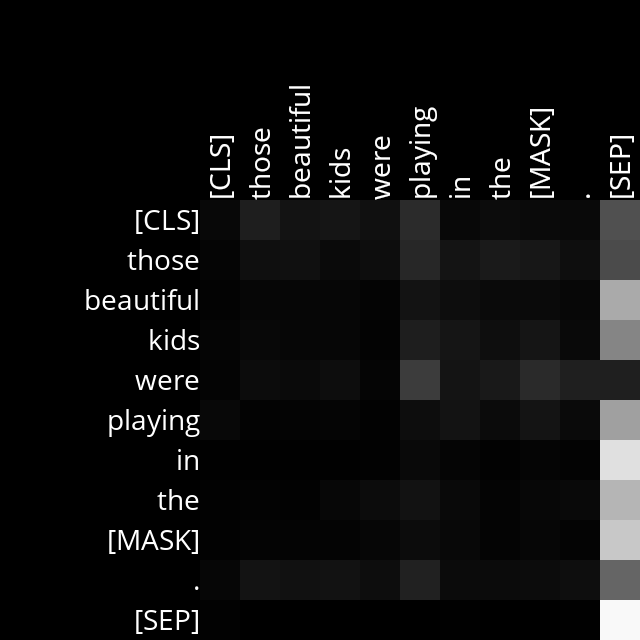 [CLS] those beautiful kids were playing in the [MASK] . [SEP]
[CLS]
those
beautiful
kids
were
playing
in
the
[MASK]
.
[SEP]